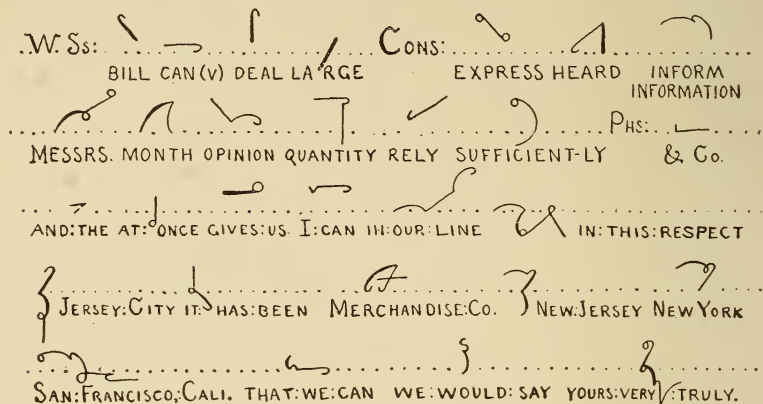 W. Ss: CONS:
BILL CAN(V) DEAL LARGE EXPRESS HEARD INFORM
INFORMATION
PHS:
MESSRS. MONTH OPINION QUANTITY RELY SUFFICIENT-LY & CO.
AND:THE AT:ONCE GIVES:US I:CAN IN:OUR:LINE IN:THIS:RESPECT
JERSEY:CITY IT:HAS:BEEN MERCHANDISE:CO. NEW:JERSEY NEW YORK
SAN:FRANCISCO,:CALI. THAT:WE:CAN WE:WOULD:SAY YOURS:VERY:TRULY.